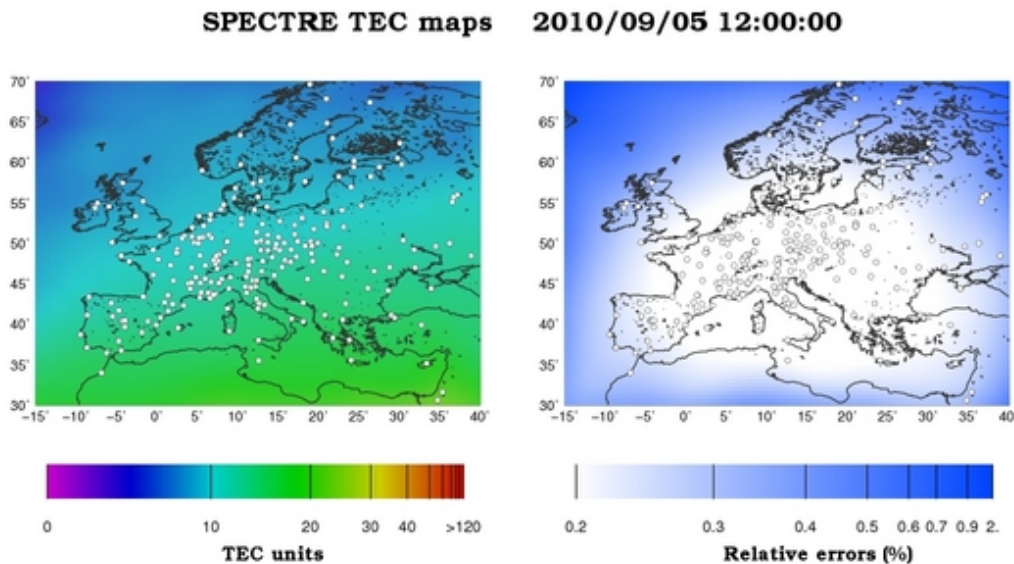 SPECTRE TEC maps 2010/09/05 12:00:00
70˚ 70˚
65˚ 65˚
60˚ 60˚
55˚ 55˚
50˚ 50˚
45˚ 45˚
40˚ 40˚
35˚ 35˚
30˚ 30˚
−15˚ −10˚ −5˚ 0˚ 5˚ 10˚ 15˚ 20˚ 25˚ 30˚ 35˚ 40˚ −15˚ −10˚ −5˚ 0˚ 5˚ 10˚ 15˚ 20˚ 25˚ 30˚ 35˚ 40
0 10 20 30 40 >120 0.2 0.3 0.4 0.5 0.6 0.7 0.9 2.
TEC units Relative errors (%)